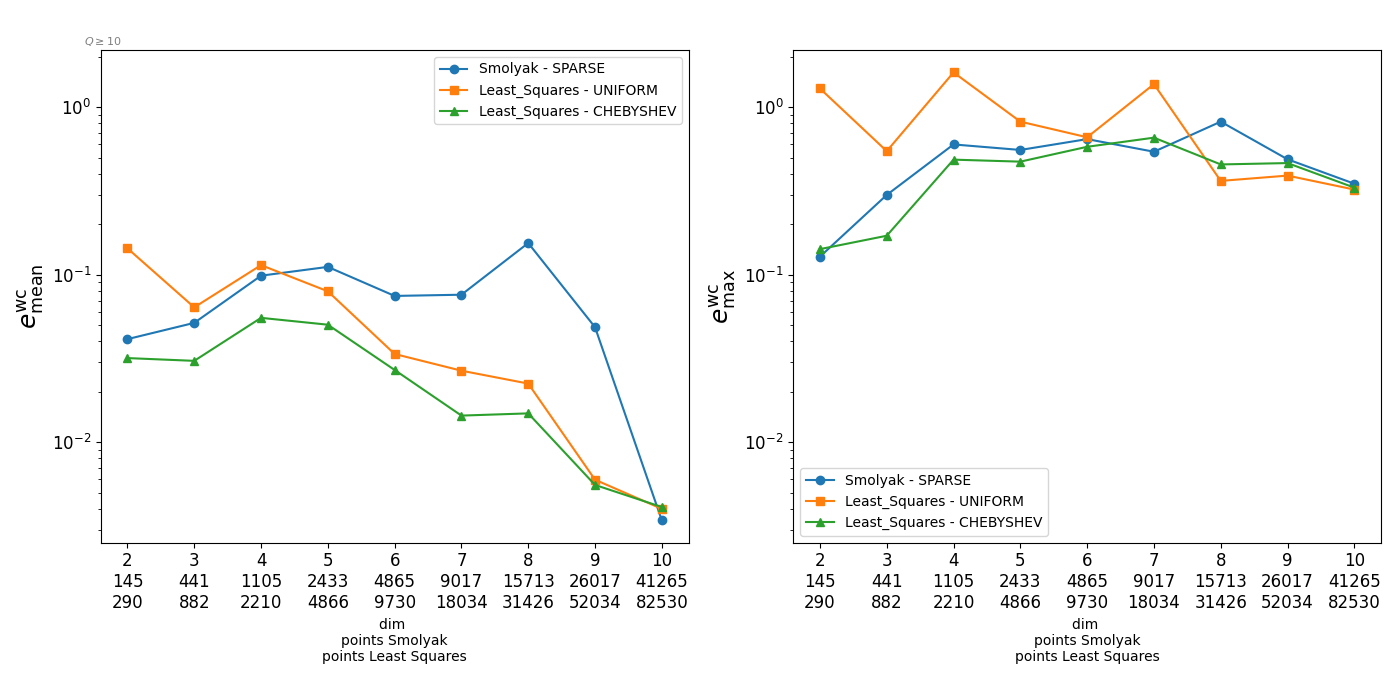 Q ≥ 10
Smolyak - SPARSE
Least_Squares - UNIFORM
Least_Squares - CHEBYSHEV
10^0
10^-1
10^-2
e^wc_mean
2 3 4 5 6 7 8 9 10
145 441 1105 2433 4865 9017 15713 26017 41265
290 882 2210 4866 9730 18034 31426 52034 82530
dim
points Smolyak
points Least Squares
10^0
10^-1
10^-2
e^wc_max
Smolyak - SPARSE
Least_Squares - UNIFORM
Least_Squares - CHEBYSHEV
2 3 4 5 6 7 8 9 10
145 441 1105 2433 4865 9017 15713 26017 41265
290 882 2210 4866 9730 18034 31426 52034 82530
dim
points Smolyak
points Least Squares